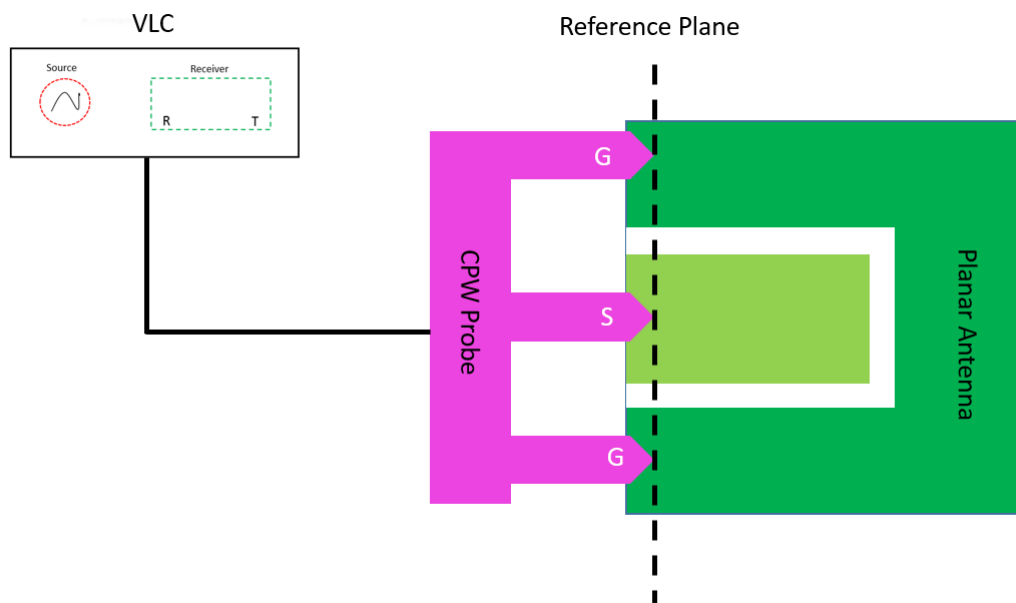 VLC
Reference Plane
Source
Receiver
R
T
G
S
G
CPW Probe
Planar Antenna